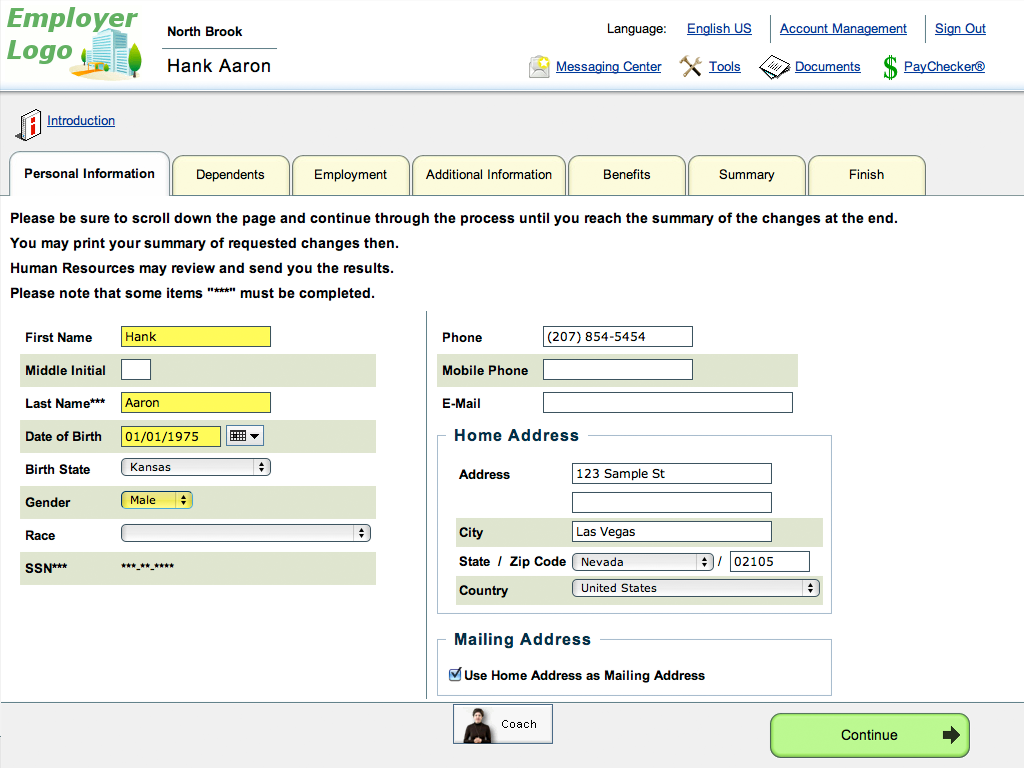 Employer
Logo
North Brook
Hank Aaron
Language: English US Account Management Sign Out
Messaging Center Tools Documents PayChecker®
Introduction
Personal Information Dependents Employment Additional Information Benefits Summary Finish
Please be sure to scroll down the page and continue through the process until you reach the summary of the changes at the end.
You may print your summary of requested changes then.
Human Resources may review and send you the results.
Please note that some items "***" must be completed.
First Name Hank
Middle Initial
Last Name*** Aaron
Date of Birth 01/01/1975
Birth State Kansas
Gender Male
Race
SSN*** ***-**-****
Phone (207) 854-5454
Mobile Phone
E-Mail
Home Address
Address 123 Sample St
City Las Vegas
State / Zip Code Nevada / 02105
Country United States
Mailing Address
Use Home Address as Mailing Address
Coach
Continue